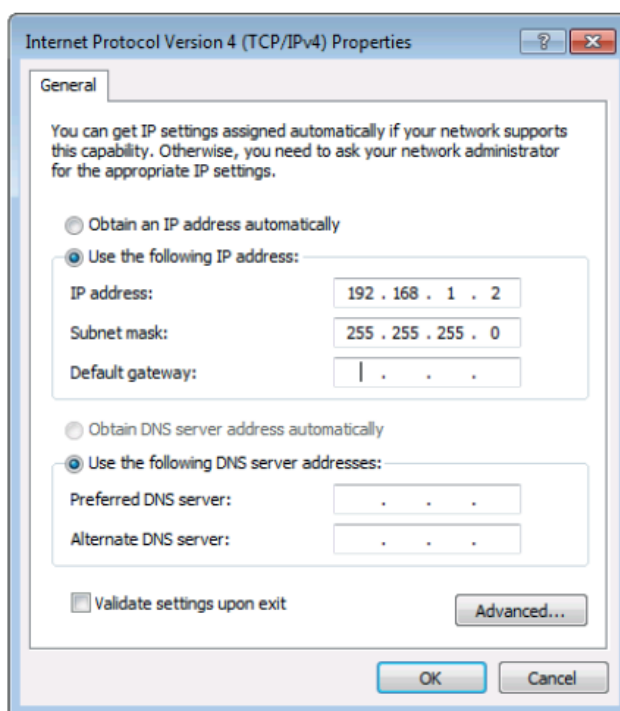 Internet Protocol Version 4 (TCP/IPv4) Properties
General
You can get IP settings assigned automatically if your network supports
this capability. Otherwise, you need to ask your network administrator
for the appropriate IP settings.
Obtain an IP address automatically
Use the following IP address:
IP address: 192 . 168 . 1 . 2
Subnet mask: 255 . 255 . 255 . 0
Default gateway: . . .
Obtain DNS server address automatically
Use the following DNS server addresses:
Preferred DNS server: . . .
Alternate DNS server: . . .
Validate settings upon exit
Advanced...
OK Cancel